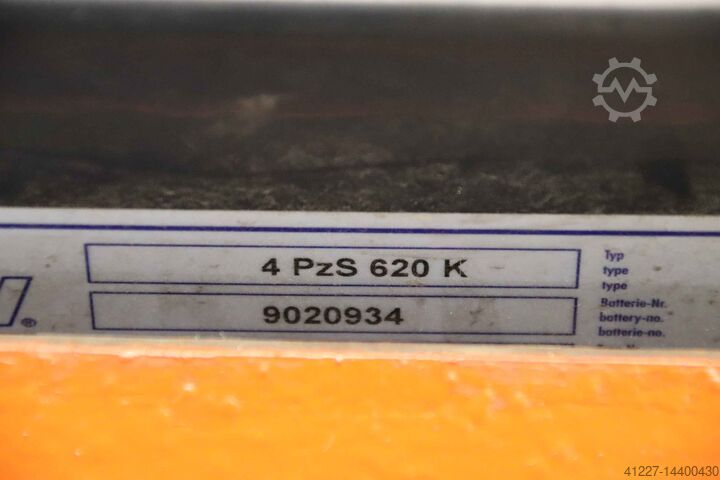 4 PzS 620 K
Typ
type
type
9020934
Batterie-Nr.
battery-no.
batterie-no.
®
41227-14400430